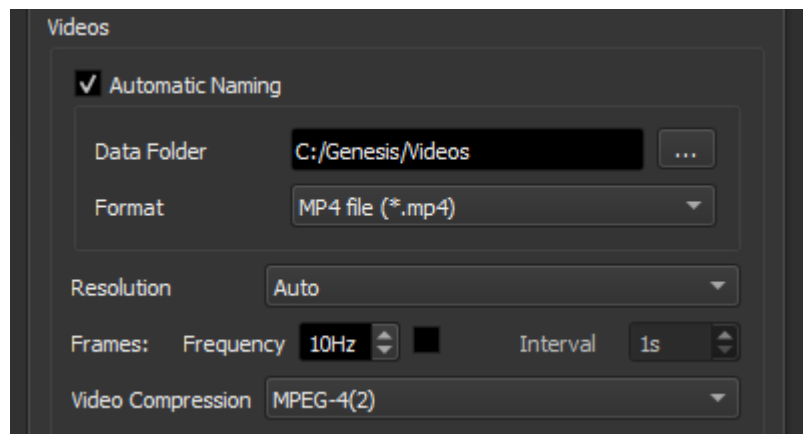 Videos
Automatic Naming
Data Folder C:/Genesis/Videos ...
Format MP4 file (*.mp4)
Resolution Auto
Frames: Frequency 10Hz Interval 1s
Video Compression MPEG-4(2)